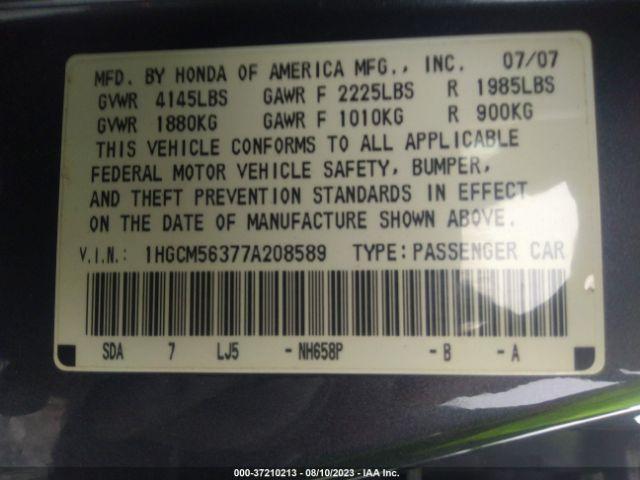 MFD. BY HONDA OF AMERICA MFG., INC. 07/07
GVWR 4145LBS GAWR F 2225LBS R 1985LBS
GVWR 1880KG GAWR F 1010KG R 900KG
THIS VEHICLE CONFORMS TO ALL APPLICABLE
FEDERAL MOTOR VEHICLE SAFETY, BUMPER,
AND THEFT PREVENTION STANDARDS IN EFFECT
ON THE DATE OF MANUFACTURE SHOWN ABOVE.
V.I.N.: 1HGCM56377A208589 TYPE: PASSENGER CAR
SDA 7 LJ5 - NH658P - B - A
000-37210213 - 08/10/2023 - IAA Inc.